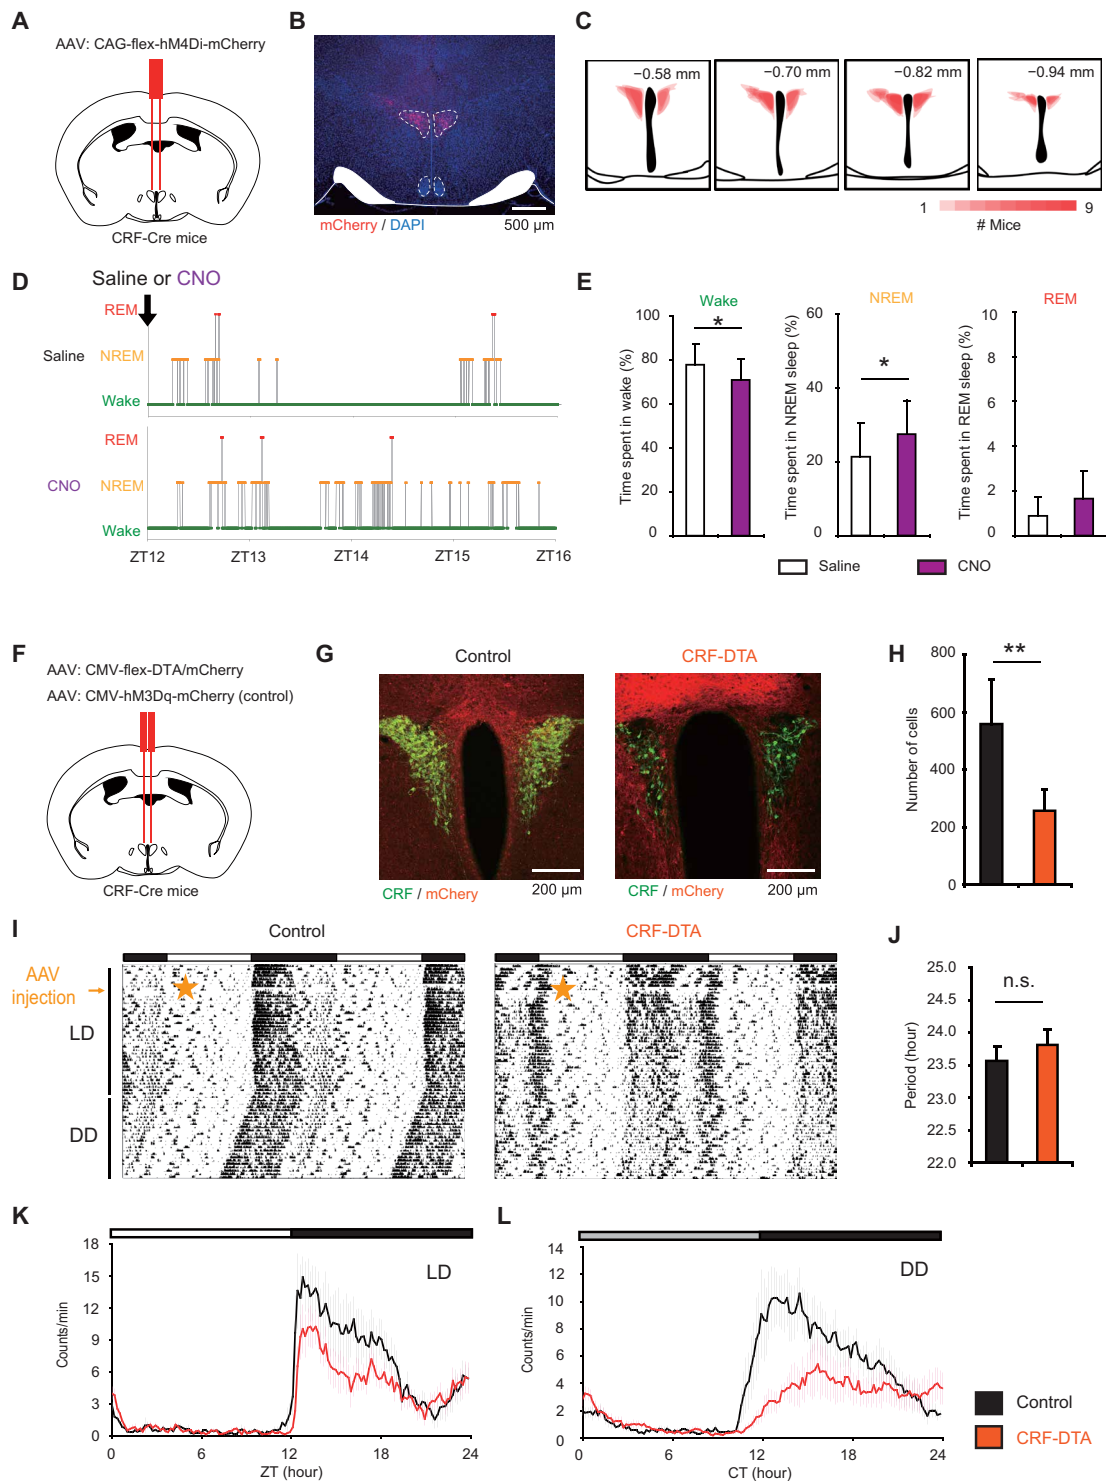 A
AAV: CAG-flex-hM4Di-mCherry
CRF-Cre mice
B
mCherry / DAPI
500 µm
C
−0.58 mm
−0.70 mm
−0.82 mm
−0.94 mm
1
9
# Mice
D
Saline or CNO
REM
Saline
NREM
Wake
REM
CNO
NREM
Wake
ZT12
ZT13
ZT14
ZT15
ZT16
E
Wake
Time spent in wake (%)
100
80
60
40
20
0
*
NREM
Time spent in NREM sleep (%)
60
40
20
0
*
REM
Time spent in REM sleep (%)
10
8
6
4
2
0
Saline
CNO
F
AAV: CMV-flex-DTA/mCherry
AAV: CMV-hM3Dq-mCherry (control)
CRF-Cre mice
G
Control
CRF-DTA
CRF / mCherry
200 µm
CRF / mChery
200 µm
H
Number of cells
800
600
400
200
0
**
I
Control
CRF-DTA
AAV
injection
LD
DD
J
Period (hour)
25.0
24.5
24.0
23.5
23.0
22.5
22.0
n.s.
K
LD
Counts/min
18
15
12
9
6
3
0
0
6
12
18
24
ZT (hour)
L
DD
Counts/min
14
12
10
8
6
4
2
0
0
6
12
18
24
CT (hour)
Control
CRF-DTA